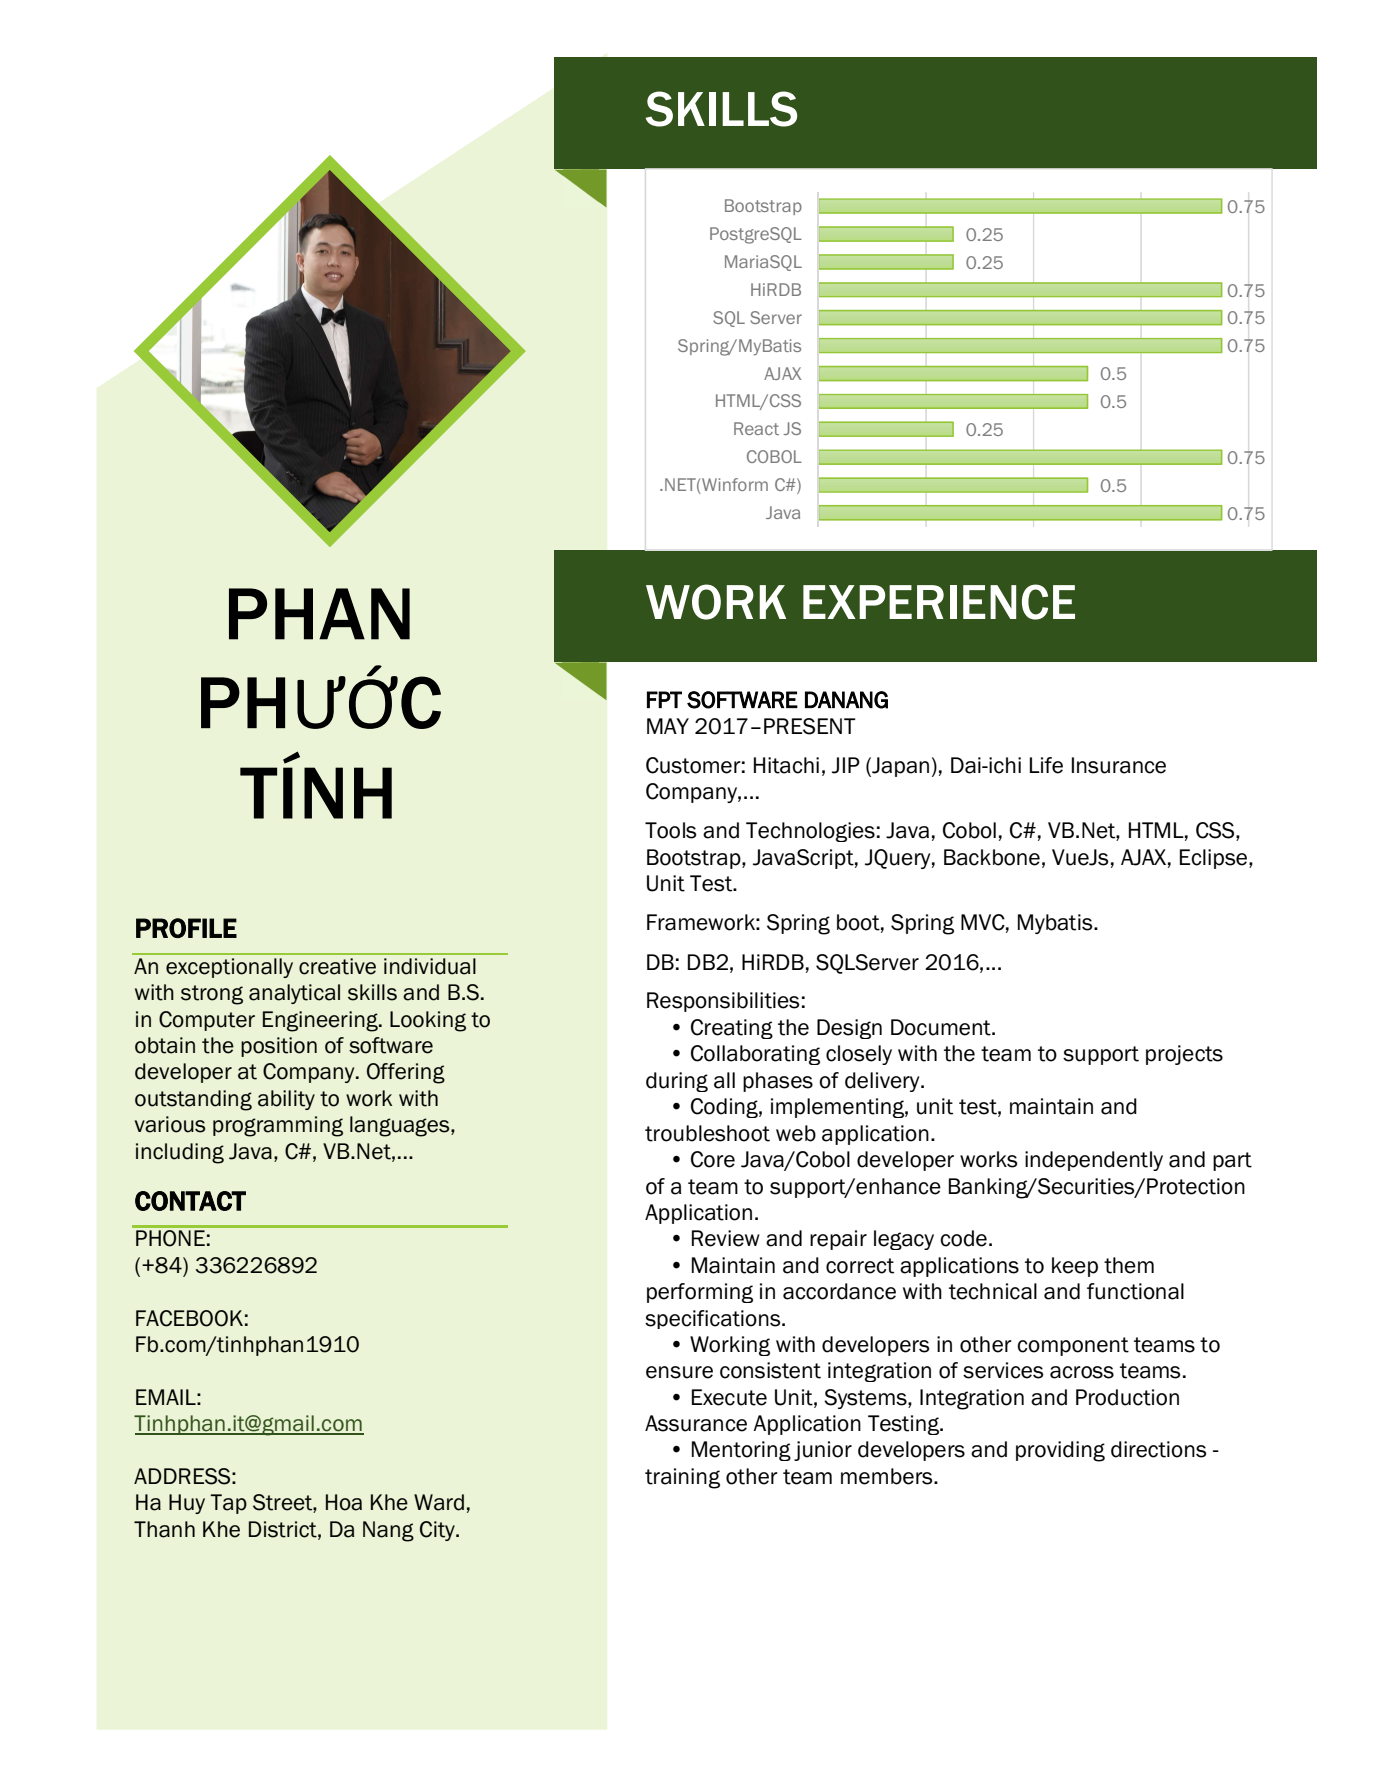 PHAN
PHƯỚC
TÍNH
PROFILE
An exceptionally creative individual
with strong analytical skills and B.S.
in Computer Engineering. Looking to
obtain the position of software
developer at Company. Offering
outstanding ability to work with
various programming languages,
including Java, C#, VB.Net,...
CONTACT
PHONE:
(+84) 336226892
FACEBOOK:
Fb.com/tinhphan1910
EMAIL:
Tinhphan.it@gmail.com
ADDRESS:
Ha Huy Tap Street, Hoa Khe Ward,
Thanh Khe District, Da Nang City.
SKILLS
Bootstrap 0.75
PostgreSQL 0.25
MariaSQL 0.25
HiRDB 0.75
SQL Server 0.75
Spring/MyBatis 0.75
AJAX 0.5
HTML/CSS 0.5
React JS 0.25
COBOL 0.75
.NET(Winform C#) 0.5
Java 0.75
WORK EXPERIENCE
FPT SOFTWARE DANANG
MAY 2017–PRESENT
Customer: Hitachi, JIP (Japan), Dai-ichi Life Insurance
Company,...
Tools and Technologies: Java, Cobol, C#, VB.Net, HTML, CSS,
Bootstrap, JavaScript, JQuery, Backbone, VueJs, AJAX, Eclipse,
Unit Test.
Framework: Spring boot, Spring MVC, Mybatis.
DB: DB2, HiRDB, SQLServer 2016,...
Responsibilities:
• Creating the Design Document.
• Collaborating closely with the team to support projects
during all phases of delivery.
• Coding, implementing, unit test, maintain and
troubleshoot web application.
• Core Java/Cobol developer works independently and part
of a team to support/enhance Banking/Securities/Protection
Application.
• Review and repair legacy code.
• Maintain and correct applications to keep them
performing in accordance with technical and functional
specifications.
• Working with developers in other component teams to
ensure consistent integration of services across teams.
• Execute Unit, Systems, Integration and Production
Assurance Application Testing.
• Mentoring junior developers and providing directions -
training other team members.